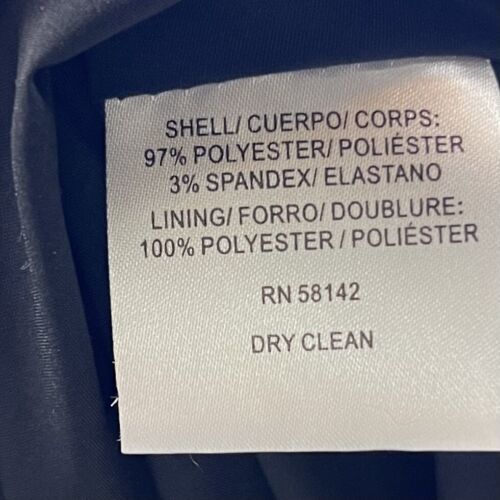 SHELL/ CUERPO/ CORPS:
97% POLYESTER/ POLIÉSTER
3% SPANDEX/ ELASTANO
LINING/ FORRO/ DOUBLURE:
100% POLYESTER / POLIÉSTER
RN 58142
DRY CLEAN